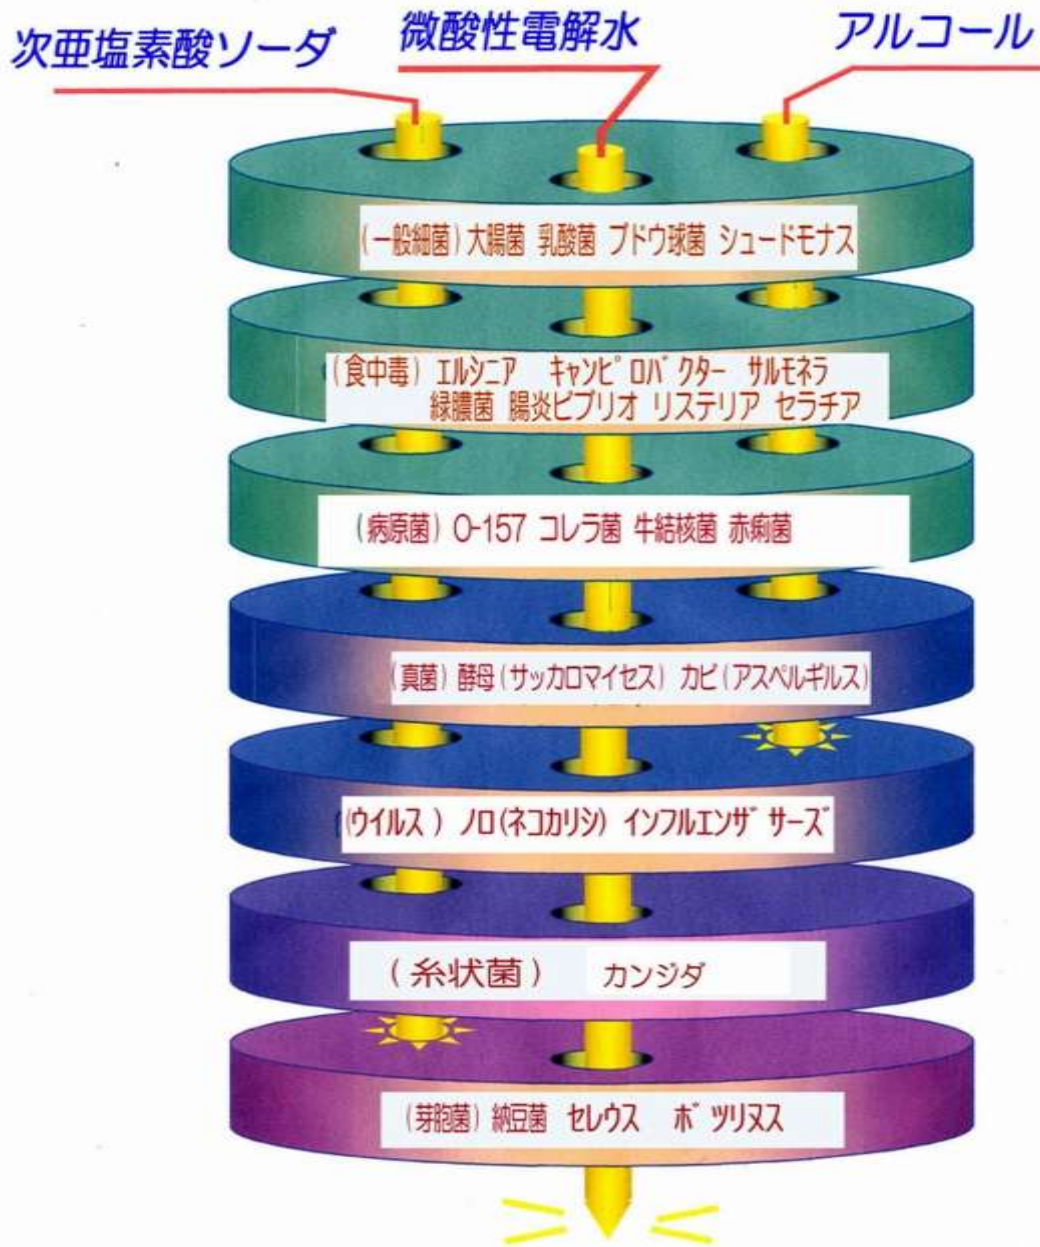 次亜塩素酸ソーダ
微酸性電解水
アルコール
(一般細菌) 大腸菌 乳酸菌 ブドウ球菌 シュードモナス
(食中毒) エルシニア キャンピロバクター サルモネラ
緑膿菌 腸炎ビブリオ リステリア セラチア
(病原菌) O-157 コレラ菌 牛結核菌 赤痢菌
(真菌) 酵母(サッカロマイセス) カビ(アスペルギルス)
(ウイルス) ノロ(ネコカリシ) インフルエンザ サーズ
(糸状菌) カンジダ
(芽胞菌) 納豆菌 セレウス ボツリヌス